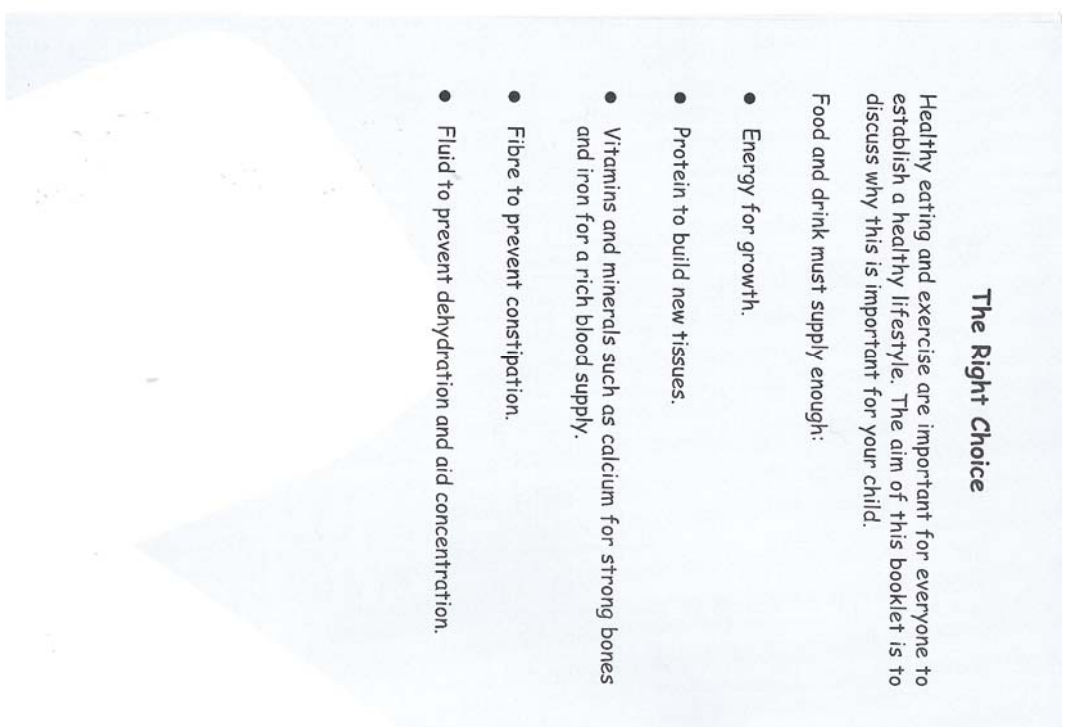 The Right Choice
Healthy eating and exercise are important for everyone to
establish a healthy lifestyle. The aim of this booklet is to
discuss why this is important for your child.
Food and drink must supply enough:
• Energy for growth.
• Protein to build new tissues.
• Vitamins and minerals such as calcium for strong bones
and iron for a rich blood supply.
• Fibre to prevent constipation.
• Fluid to prevent dehydration and aid concentration.